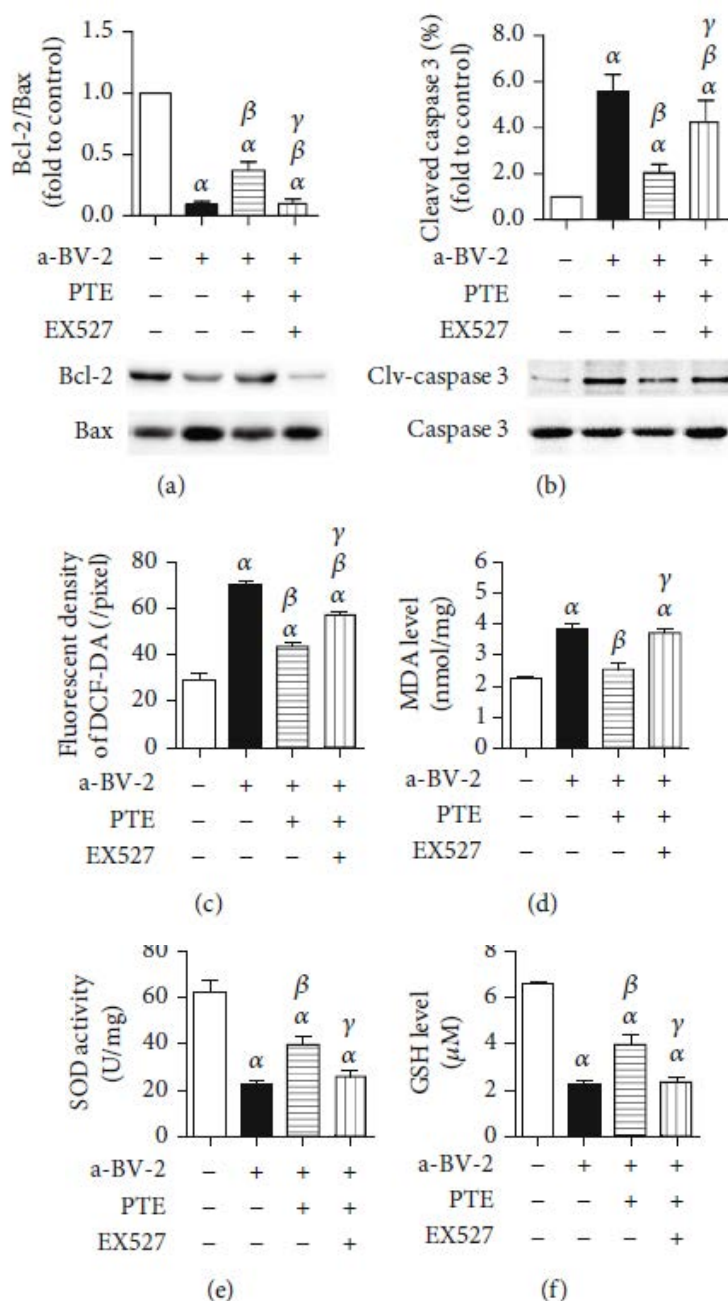 Bcl-2/Bax
(fold to control)
1.5
1.0
0.5
0.0
α
β
α
γ
β
α
a-BV-2 – + + +
PTE – – + +
EX527 – – – +
Bcl-2
Bax
(a)
Cleaved caspase 3 (%)
(fold to control)
8.0
6.0
4.0
2.0
0.0
α
β
α
γ
β
α
a-BV-2 – + + +
PTE – – + +
EX527 – – – +
Clv-caspase 3
Caspase 3
(b)
Fluorescent density
of DCF-DA (/pixel)
80
60
40
20
0
α
β
α
γ
β
α
a-BV-2 – + + +
PTE – – + +
EX527 – – – +
(c)
MDA level
(nmol/mg)
6
5
4
3
2
1
0
α
β
γ
α
a-BV-2 – + + +
PTE – – + +
EX527 – – – +
(d)
SOD activity
(U/mg)
80
60
40
20
0
α
β
α
γ
α
a-BV-2 – + + +
PTE – – + +
EX527 – – – +
(e)
GSH level
(μM)
8
6
4
2
0
α
β
α
γ
α
a-BV-2 – + + +
PTE – – + +
EX527 – – – +
(f)